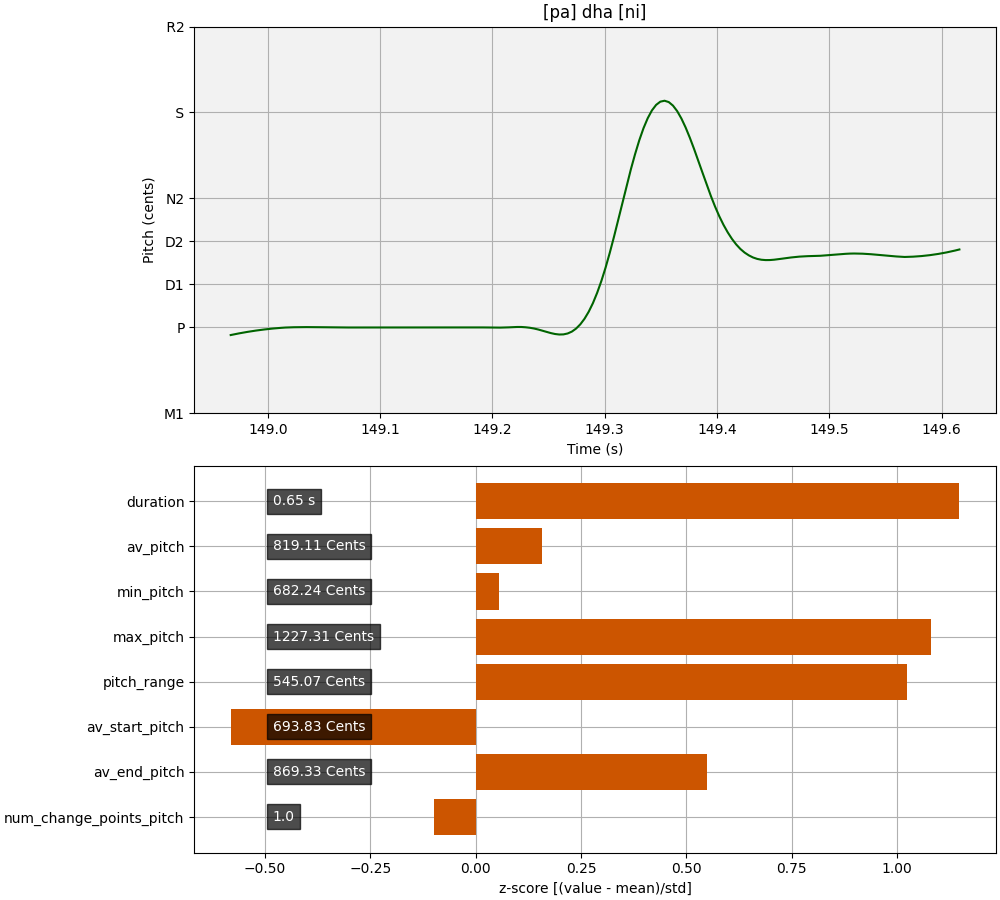 [pa] dha [ni]
R2
S
N2
D2
D1
P
M1
Pitch (cents)
149.0 149.1 149.2 149.3 149.4 149.5 149.6
Time (s)
duration 0.65 s
av_pitch 819.11 Cents
min_pitch 682.24 Cents
max_pitch 1227.31 Cents
pitch_range 545.07 Cents
av_start_pitch 693.83 Cents
av_end_pitch 869.33 Cents
num_change_points_pitch 1.0
−0.50 −0.25 0.00 0.25 0.50 0.75 1.00
z-score [(value - mean)/std]